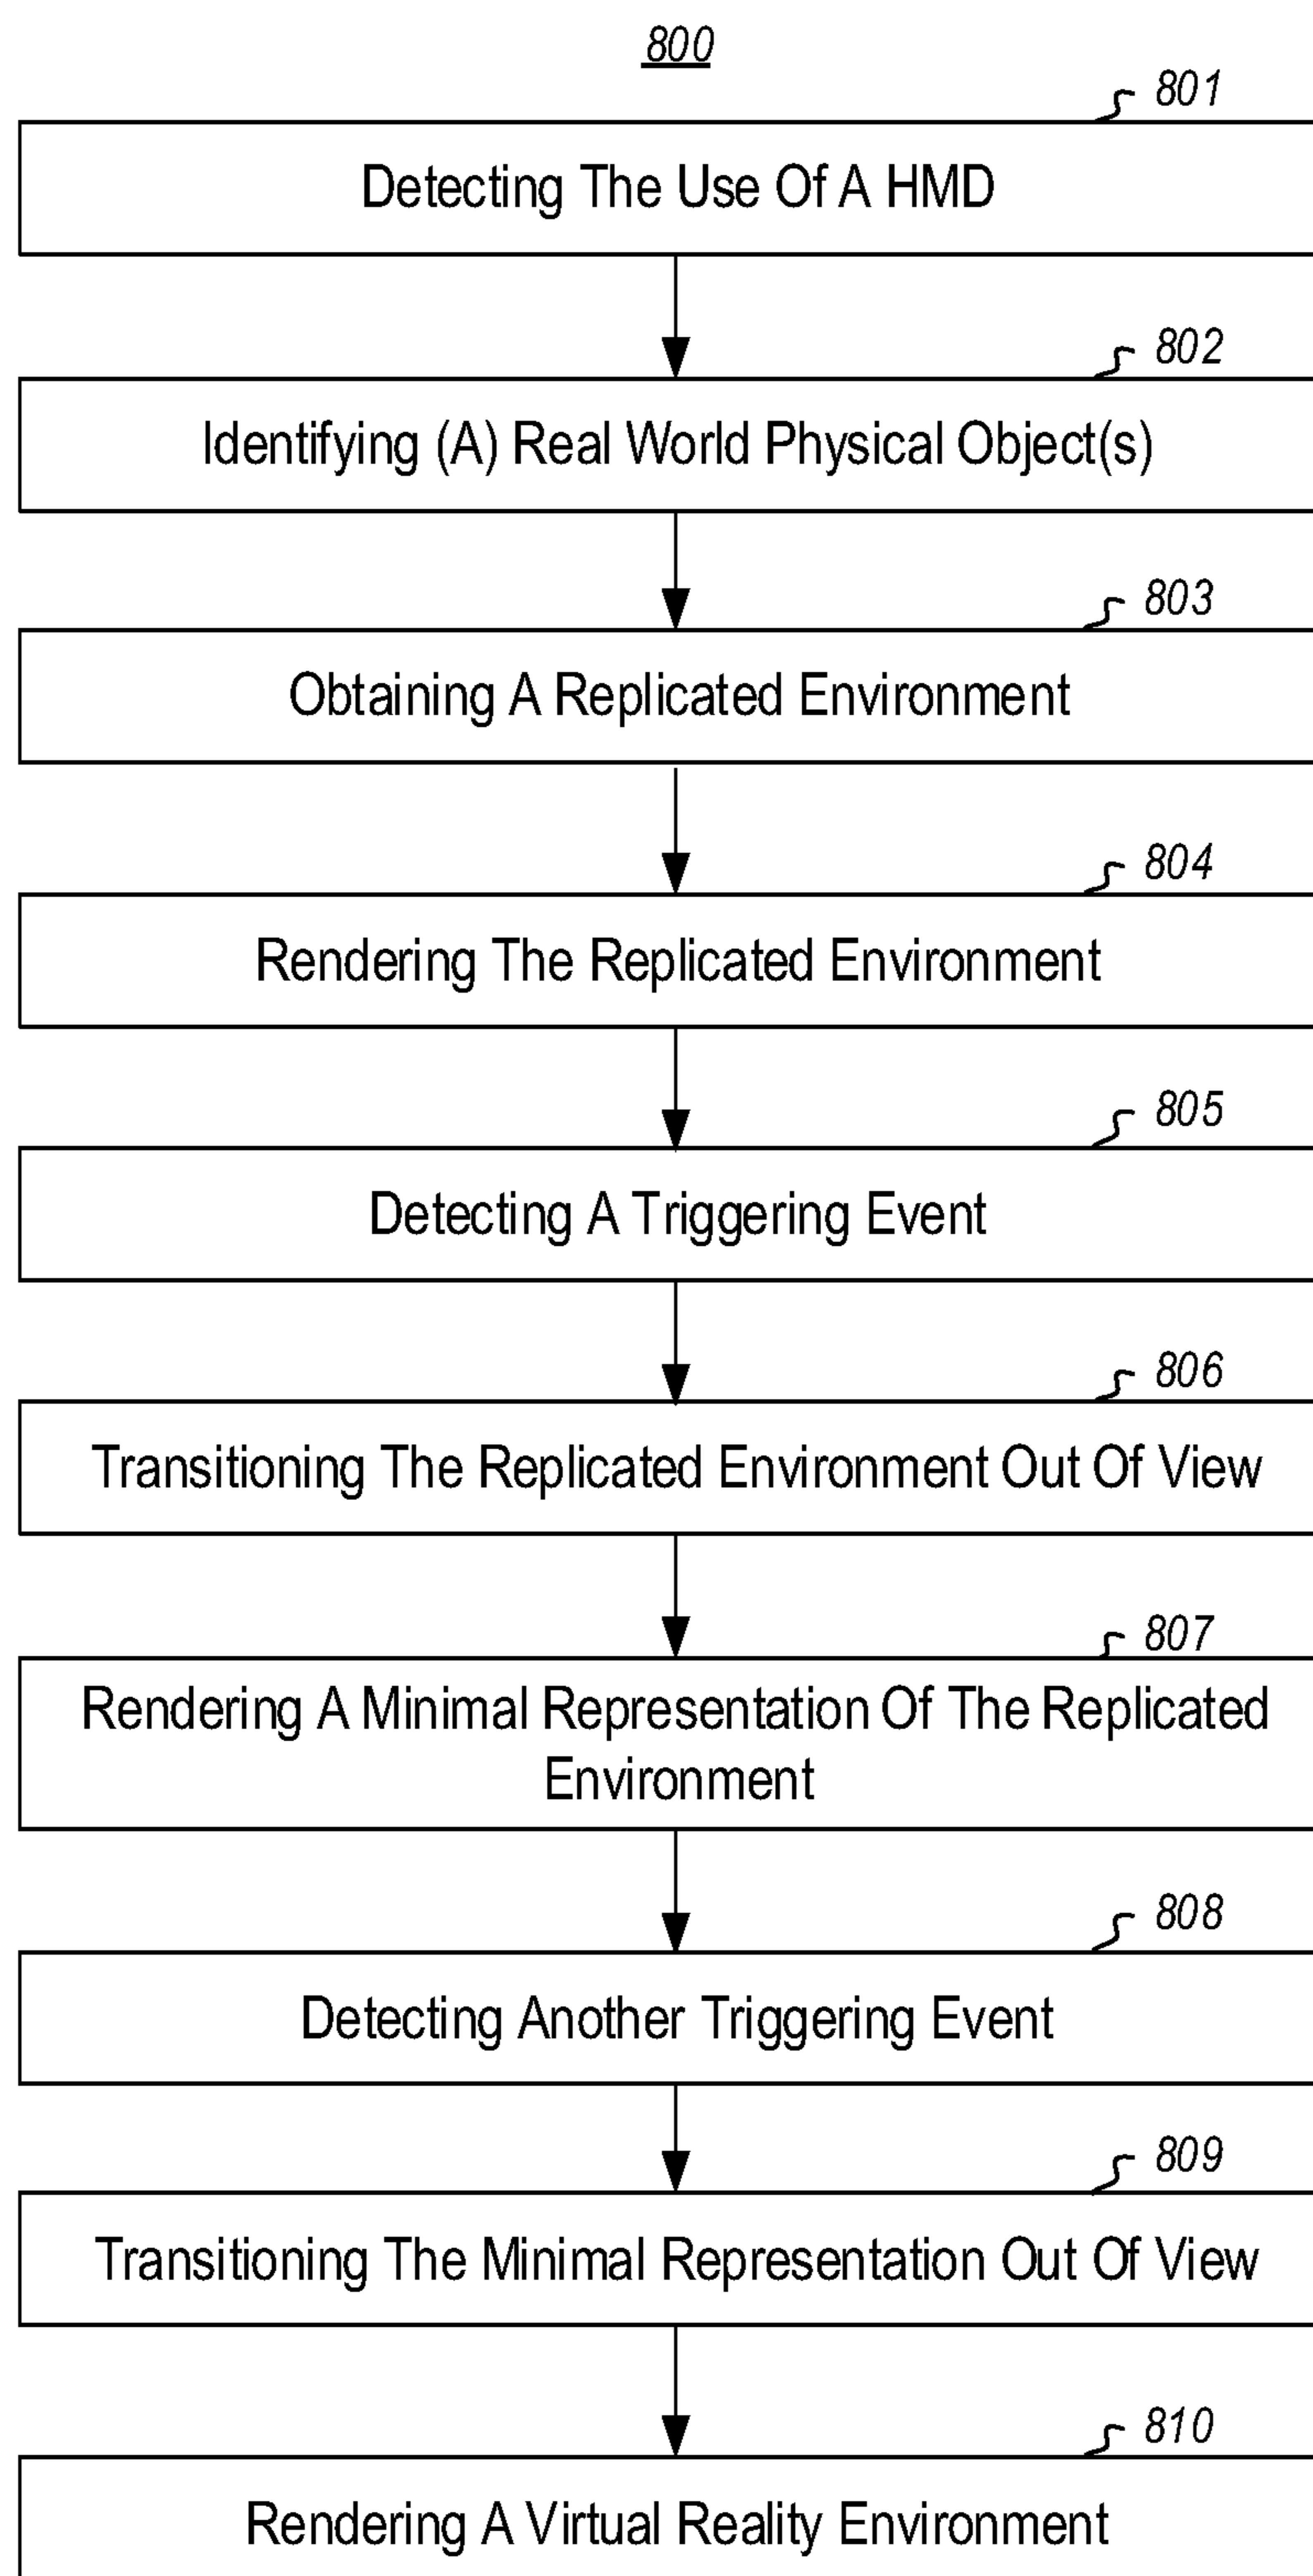 800
801
Detecting The Use Of A HMD
802
Identifying (A) Real World Physical Object(s)
803
Obtaining A Replicated Environment
804
Rendering The Replicated Environment
805
Detecting A Triggering Event
806
Transitioning The Replicated Environment Out Of View
807
Rendering A Minimal Representation Of The Replicated
Environment
808
Detecting Another Triggering Event
809
Transitioning The Minimal Representation Out Of View
810
Rendering A Virtual Reality Environment